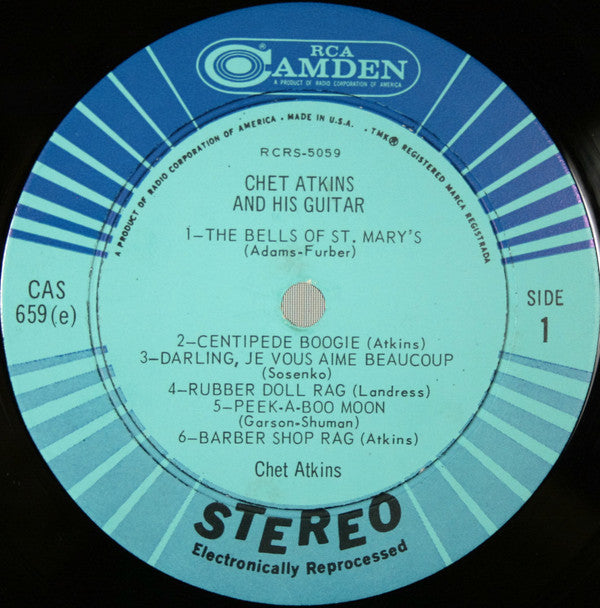 RCA
CAMDEN
A PRODUCT OF RADIO CORPORATION OF AMERICA
A PRODUCT OF RADIO CORPORATION OF AMERICA • MADE IN U.S.A. • TMK® REGISTERED MARCA REGISTRADA
RCRS-5059
CHET ATKINS
AND HIS GUITAR
1—THE BELLS OF ST. MARY'S
(Adams-Furber)
CAS
659(e)
SIDE
1
2—CENTIPEDE BOOGIE (Atkins)
3—DARLING, JE VOUS AIME BEAUCOUP
(Sosenko)
4—RUBBER DOLL RAG (Landress)
5—PEEK-A-BOO MOON
(Garson-Shuman)
6—BARBER SHOP RAG (Atkins)
Chet Atkins
STEREO
Electronically Reprocessed